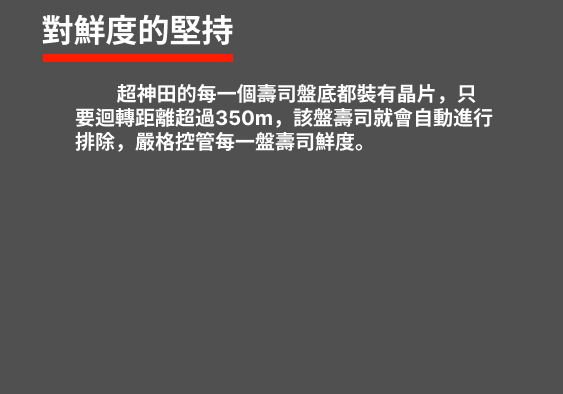 對鮮度的堅持
超神田的每一個壽司盤底都裝有晶片，只
要迴轉距離超過350m，該盤壽司就會自動進行
排除，嚴格控管每一盤壽司鮮度。